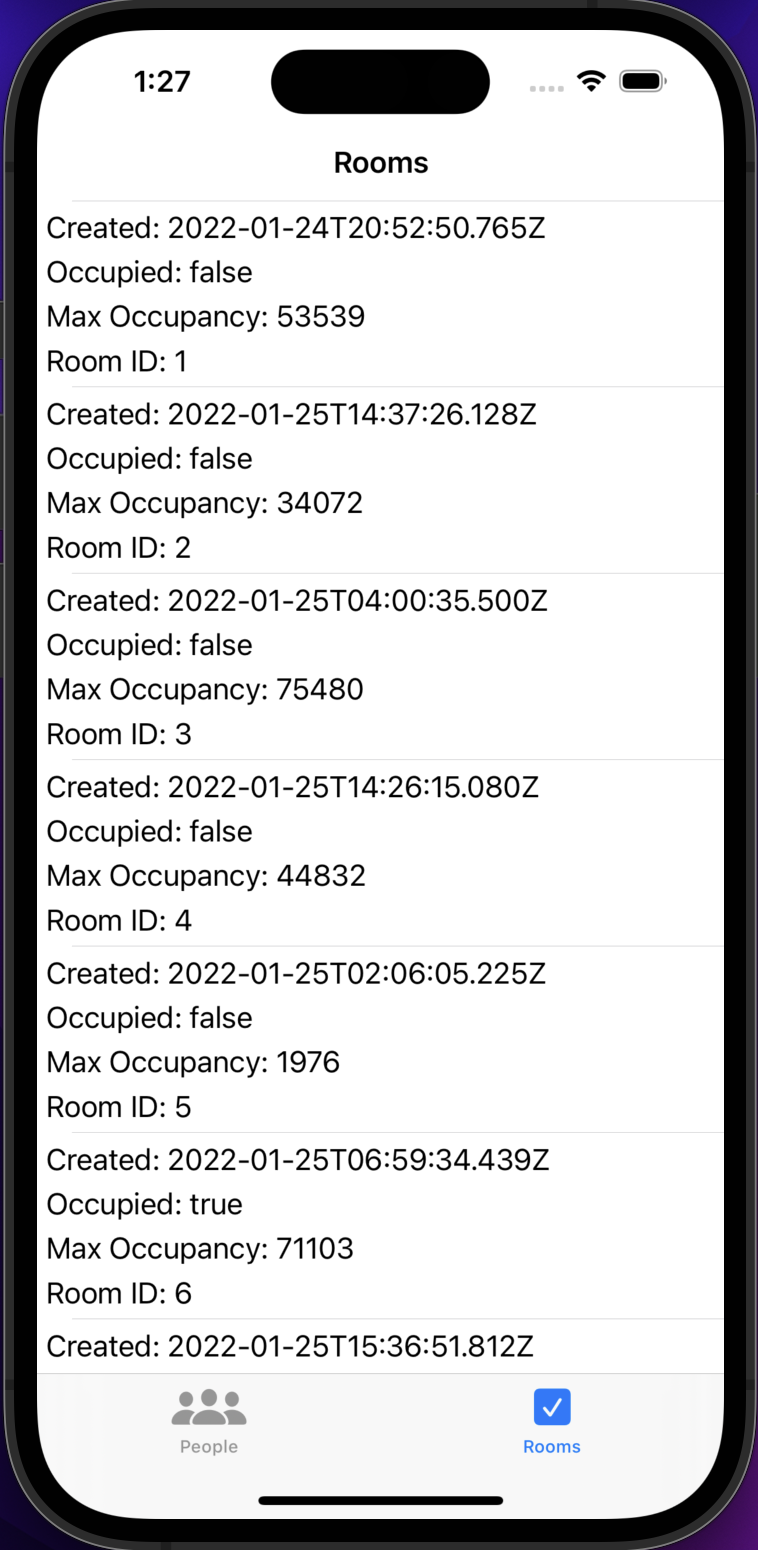 1:27
Rooms
Created: 2022-01-24T20:52:50.765Z
Occupied: false
Max Occupancy: 53539
Room ID: 1
Created: 2022-01-25T14:37:26.128Z
Occupied: false
Max Occupancy: 34072
Room ID: 2
Created: 2022-01-25T04:00:35.500Z
Occupied: false
Max Occupancy: 75480
Room ID: 3
Created: 2022-01-25T14:26:15.080Z
Occupied: false
Max Occupancy: 44832
Room ID: 4
Created: 2022-01-25T02:06:05.225Z
Occupied: false
Max Occupancy: 1976
Room ID: 5
Created: 2022-01-25T06:59:34.439Z
Occupied: true
Max Occupancy: 71103
Room ID: 6
Created: 2022-01-25T15:36:51.812Z
People
Rooms